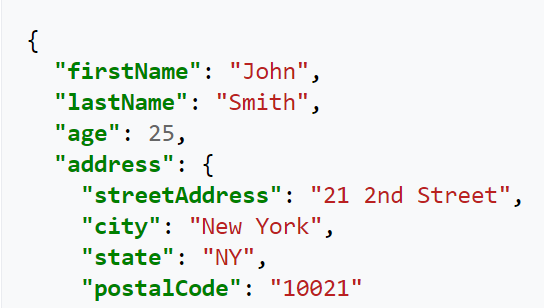 {
"firstName": "John",
"lastName": "Smith",
"age": 25,
"address": {
"streetAddress": "21 2nd Street",
"city": "New York",
"state": "NY",
"postalCode": "10021"